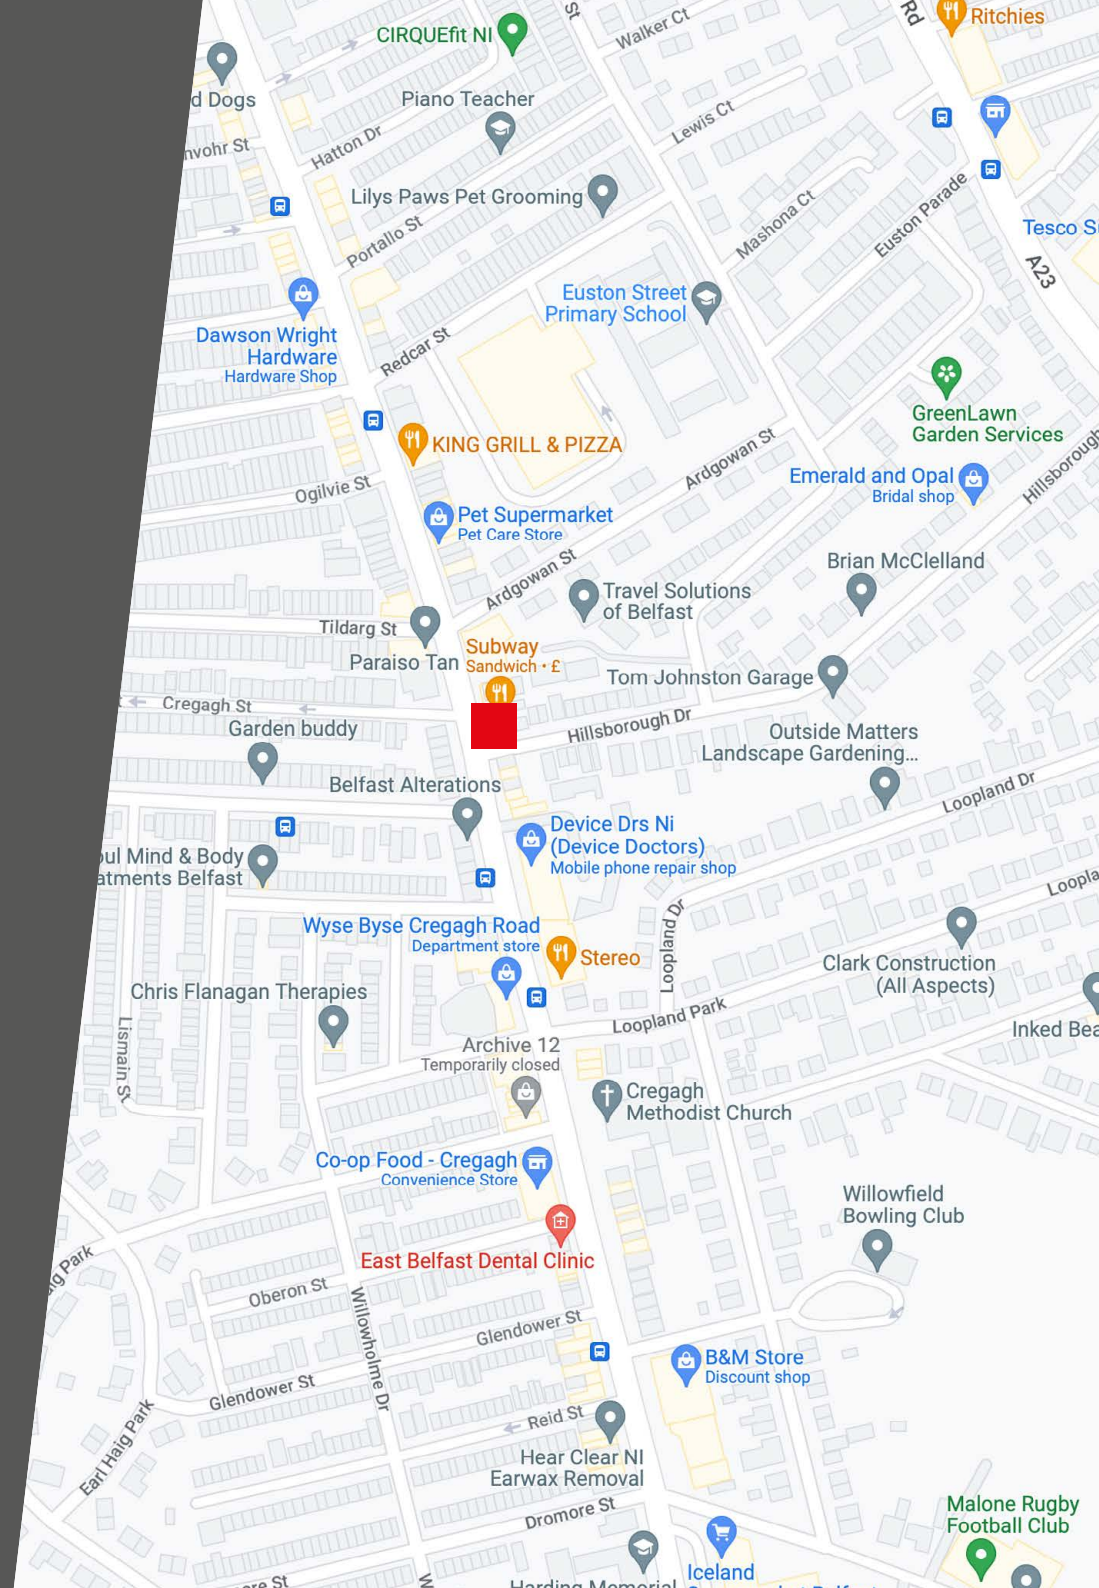 St
Walker Ct
Rd
Ritchies
CIRQUEfit NI
d Dogs
Piano Teacher
Lewis Ct
nvohr St
Hatton Dr
Lilys Paws Pet Grooming
Euston Parade
Mashona Ct
Portallo St
Tesco S
A23
Euston Street
Primary School
Dawson Wright
Hardware
Hardware Shop
Redcar St
GreenLawn
Garden Services
KING GRILL & PIZZA
Ardgowan St
Emerald and Opal
Bridal shop
Hillsborough
Ogilvie St
Pet Supermarket
Pet Care Store
Ardgowan St
Brian McClelland
Travel Solutions
of Belfast
Tildarg St
Paraiso Tan
Subway
Sandwich · £
Tom Johnston Garage
Cregagh St
Garden buddy
Hillsborough Dr
Outside Matters
Landscape Gardening...
Belfast Alterations
Loopland Dr
Device Drs Ni
(Device Doctors)
Mobile phone repair shop
oul Mind & Body
atments Belfast
Loopla
Wyse Byse Cregagh Road
Department store
Stereo
Loopland Dr
Clark Construction
(All Aspects)
Chris Flanagan Therapies
Loopland Park
Inked Bea
Lismain St
Archive 12
Temporarily closed
Cregagh
Methodist Church
Co-op Food - Cregagh
Convenience Store
Willowfield
Bowling Club
East Belfast Dental Clinic
ig Park
Oberon St
Willowholme Dr
Glendower St
B&M Store
Discount shop
Glendower St
Reid St
Earl Haig Park
Hear Clear NI
Earwax Removal
Dromore St
Malone Rugby
Football Club
Iceland
Harding Memorial
re St
W